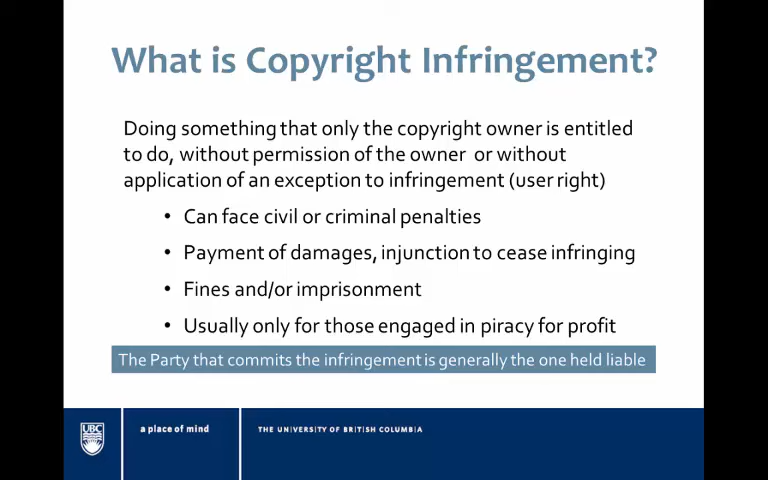 What is Copyright Infringement?
Doing something that only the copyright owner is entitled
to do, without permission of the owner or without
application of an exception to infringement (user right)
• Can face civil or criminal penalties
• Payment of damages, injunction to cease infringing
• Fines and/or imprisonment
• Usually only for those engaged in piracy for profit
The Party that commits the infringement is generally the one held liable
UBC
a place of mind
THE UNIVERSITY OF BRITISH COLUMBIA